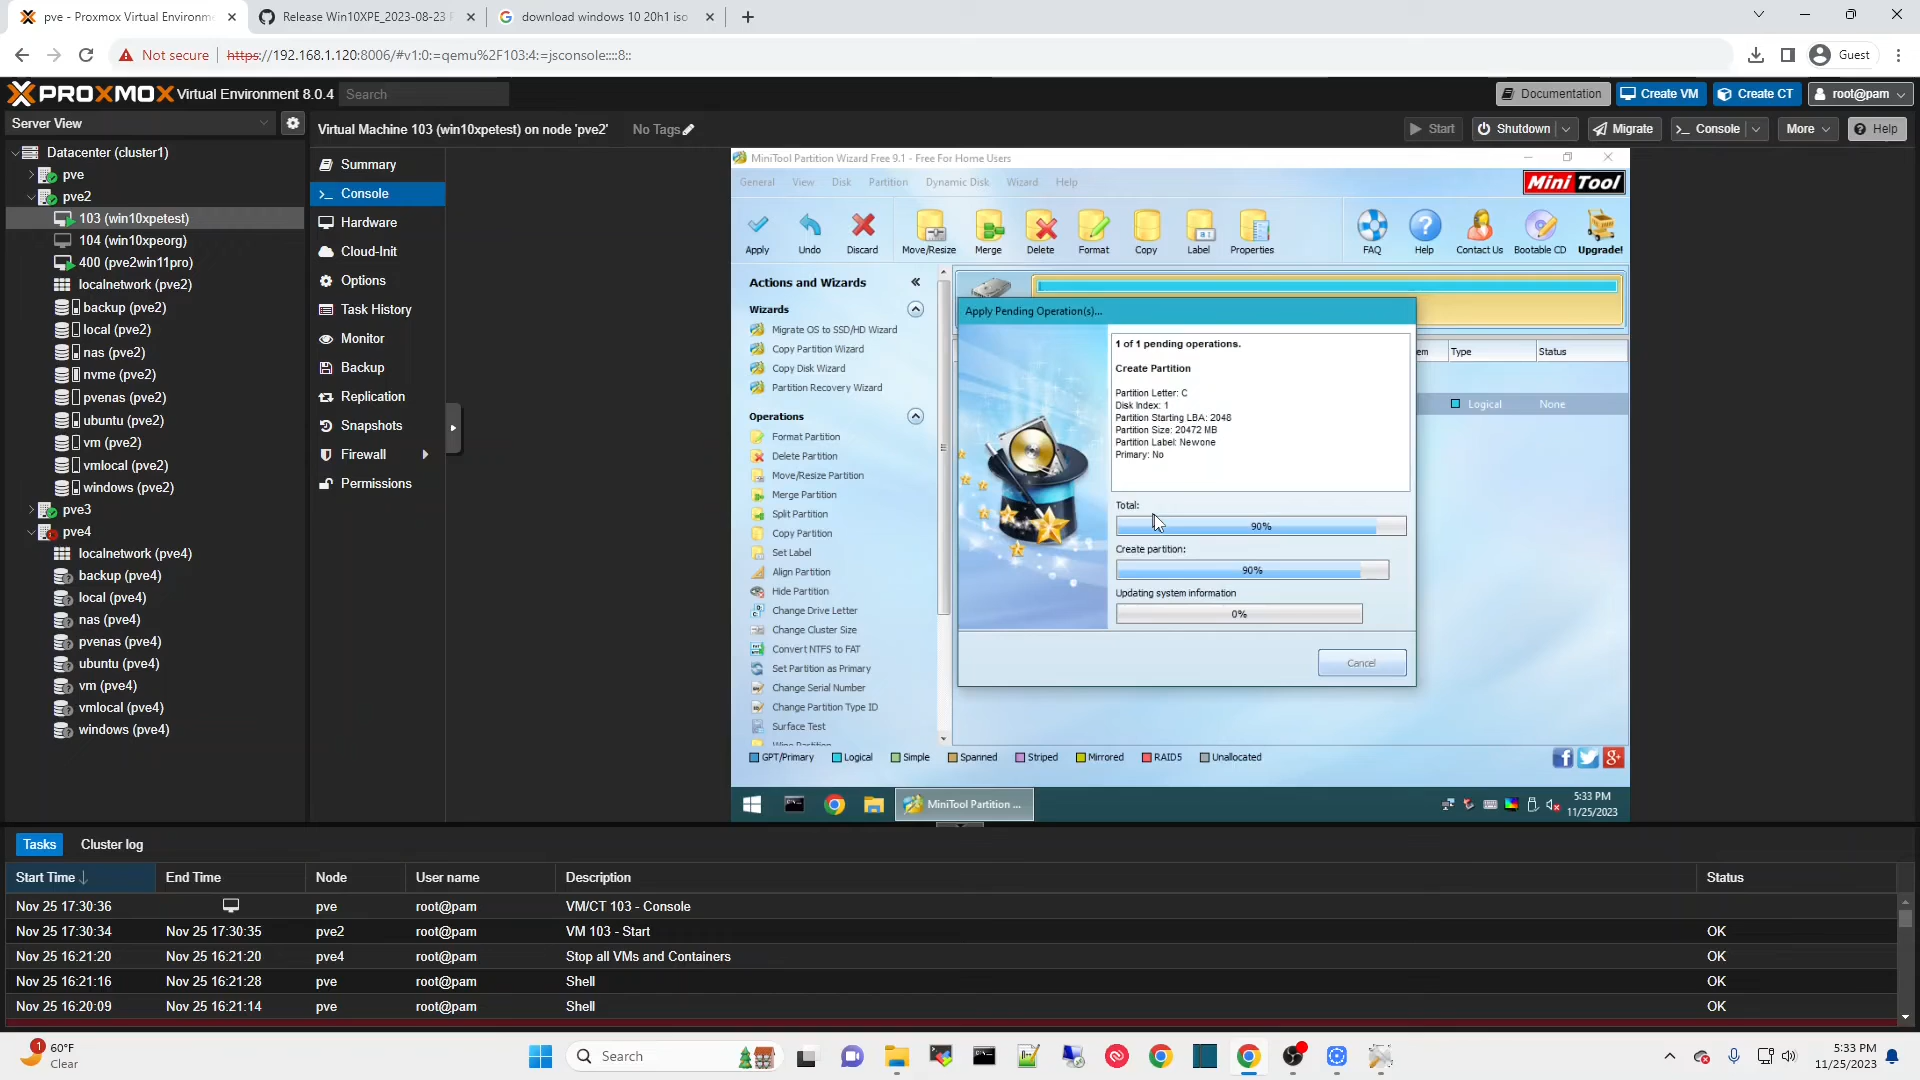 pve - Proxmox Virtual Environm
Release Win10XPE_2023-08-23
download windows 10 20h1 iso
Not secure
https://192.168.1.120:8006/#v1:0:=qemu%2F103:4:=jsconsole::::8::
Guest
PROXMOX Virtual Environment 8.0.4
Search
Documentation
Create VM
Create CT
root@pam
Server View
Virtual Machine 103 (win10xpetest) on node 'pve2'
No Tags
Start
Shutdown
Migrate
Console
More
Help
Datacenter (cluster1)
pve
pve2
103 (win10xpetest)
104 (win10xpeorg)
400 (pve2win11pro)
localnetwork (pve2)
backup (pve2)
local (pve2)
nas (pve2)
nvme (pve2)
pvenas (pve2)
ubuntu (pve2)
vm (pve2)
vmlocal (pve2)
windows (pve2)
pve3
pve4
localnetwork (pve4)
backup (pve4)
local (pve4)
nas (pve4)
pvenas (pve4)
ubuntu (pve4)
vm (pve4)
vmlocal (pve4)
windows (pve4)
Summary
Console
Hardware
Cloud-Init
Options
Task History
Monitor
Backup
Replication
Snapshots
Firewall
Permissions
MiniTool Partition Wizard Free 9.1 - Free For Home Users
General View Disk Partition Dynamic Disk Wizard Help
Mini Tool
Apply Undo Discard Move/Resize Merge Delete Format Copy Label Properties FAQ Help Contact Us Bootable CD Upgrade!
Actions and Wizards
Wizards
Migrate OS to SSD/HD Wizard
Copy Partition Wizard
Copy Disk Wizard
Partition Recovery Wizard
Operations
Format Partition
Delete Partition
Move/Resize Partition
Merge Partition
Split Partition
Copy Partition
Set Label
Align Partition
Hide Partition
Change Drive Letter
Change Cluster Size
Convert NTFS to FAT
Set Partition as Primary
Change Serial Number
Change Partition Type ID
Surface Test
Wipe Partition
em Type Status
Logical None
Apply Pending Operation(s)...
1 of 1 pending operations.
Create Partition
Partition Letter: C
Disk Index: 1
Partition Starting LBA: 2048
Partition Size: 20472 MB
Partition Label: Newone
Primary: No
Total:
90%
Create partition:
90%
Updating system information
0%
Cancel
GPT/Primary Logical Simple Spanned Striped Mirrored RAID5 Unallocated
MiniTool Partition ...
5:33 PM
11/25/2023
Tasks Cluster log
Start Time End Time Node User name Description Status
Nov 25 17:30:36 pve root@pam VM/CT 103 - Console
Nov 25 17:30:34 Nov 25 17:30:35 pve2 root@pam VM 103 - Start OK
Nov 25 16:21:20 Nov 25 16:21:20 pve4 root@pam Stop all VMs and Containers OK
Nov 25 16:21:16 Nov 25 16:21:28 pve root@pam Shell OK
Nov 25 16:20:09 Nov 25 16:21:14 pve root@pam Shell OK
1
60°F
Clear
Search
5:33 PM
11/25/2023